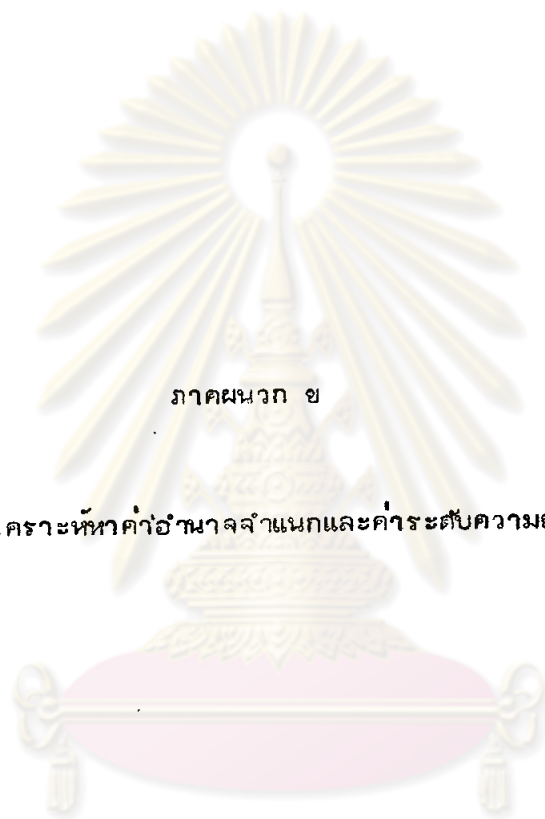 ภาคผนวก ข
เคราะห์หาค่าอำนาจจำแนกและค่าระดับความ